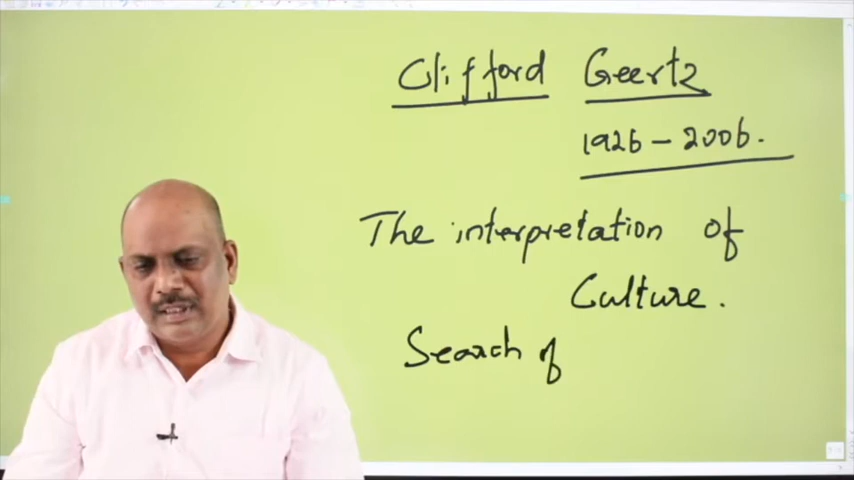 Clifford Geertz
1926-2006.
The interpretation of
Culture.
Search of